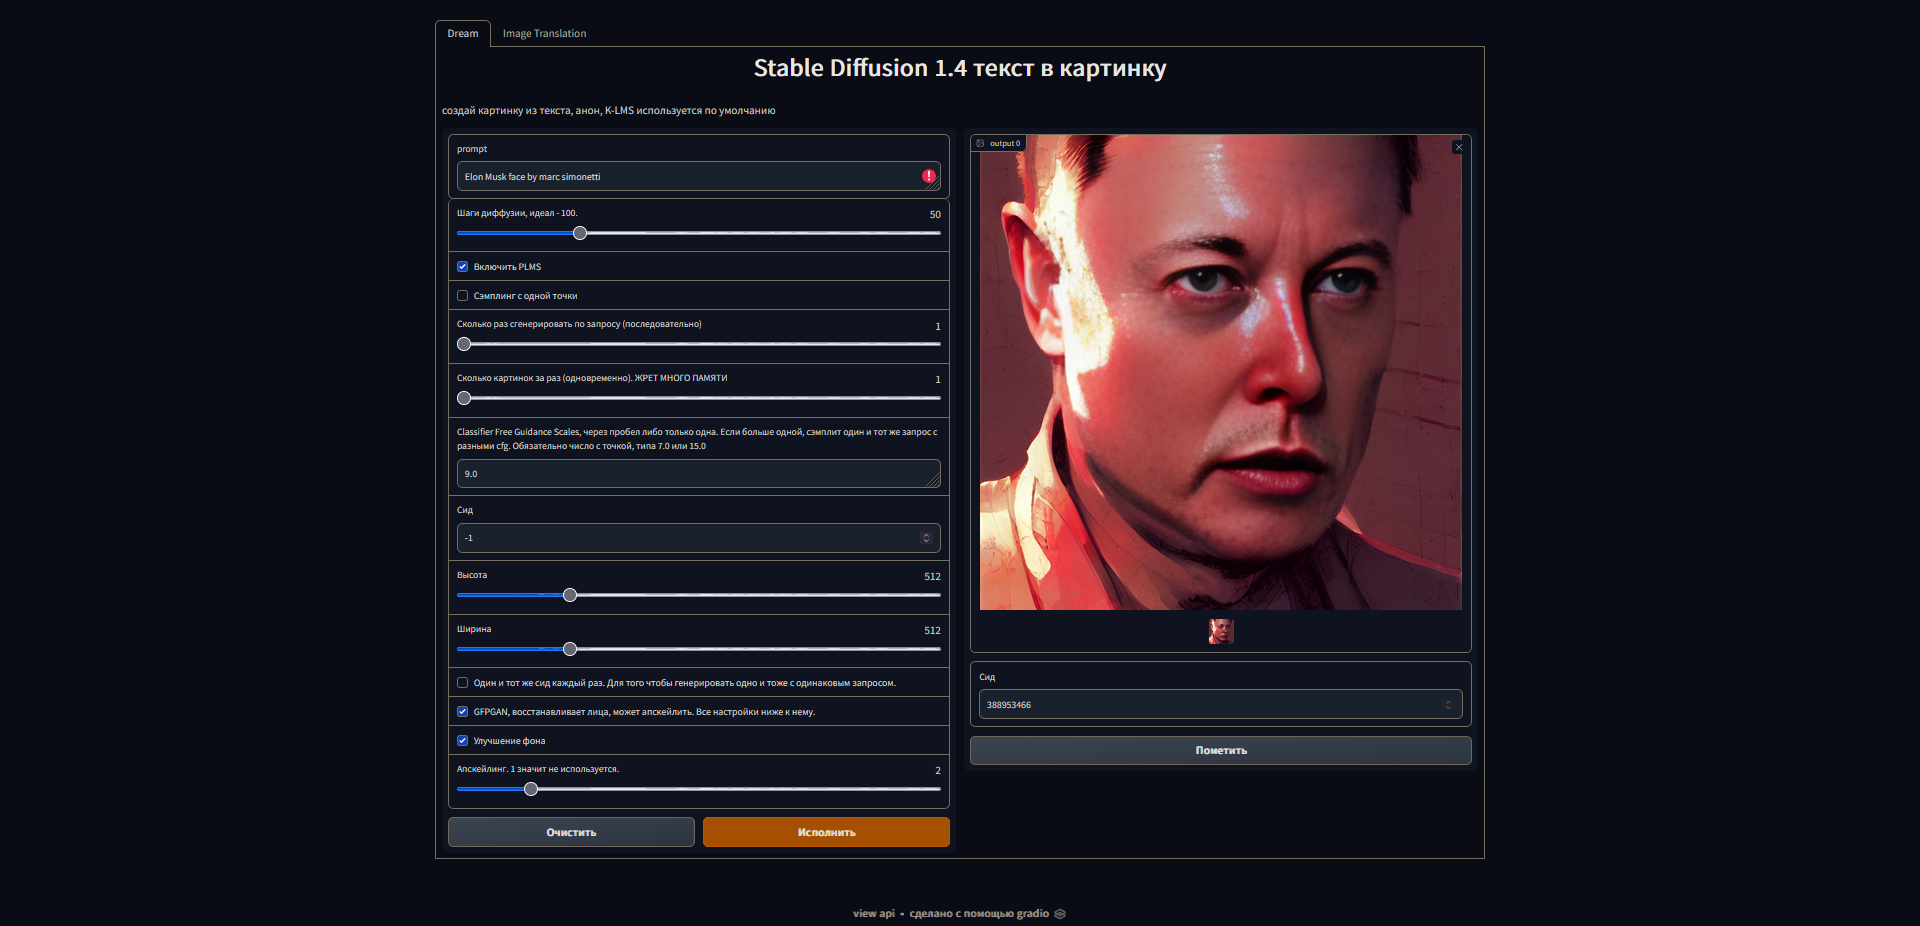 Dream
Image Translation
Stable Diffusion 1.4 текст в картинку
создай картинку из текста, анон, K-LMS используется по умолчанию
prompt
Elon Musk face by marc simonetti
Шаги диффузии, идеал - 100.
50
Включить PLMS
Сэмплинг с одной точки
Сколько раз сгенерировать по запросу (последовательно)
1
Сколько картинок за раз (одновременно). ЖРЕТ МНОГО ПАМЯТИ
1
Classifier Free Guidance Scales, через пробел либо только одна. Если больше одной, сэмплит один и тот же запрос с
разными cfg. Обязательно число с точкой, типа 7.0 или 15.0
9.0
Сид
-1
Высота
512
Ширина
512
Один и тот же сид каждый раз. Для того чтобы генерировать одно и тоже с одинаковым запросом.
GFPGAN, восстанавливает лица, может апскейлить. Все настройки ниже к нему.
Улучшение фона
Апскейлинг. 1 значит не используется.
2
Очистить
Исполнить
output 0
Сид
388953466
Пометить
view api • сделано с помощью gradio